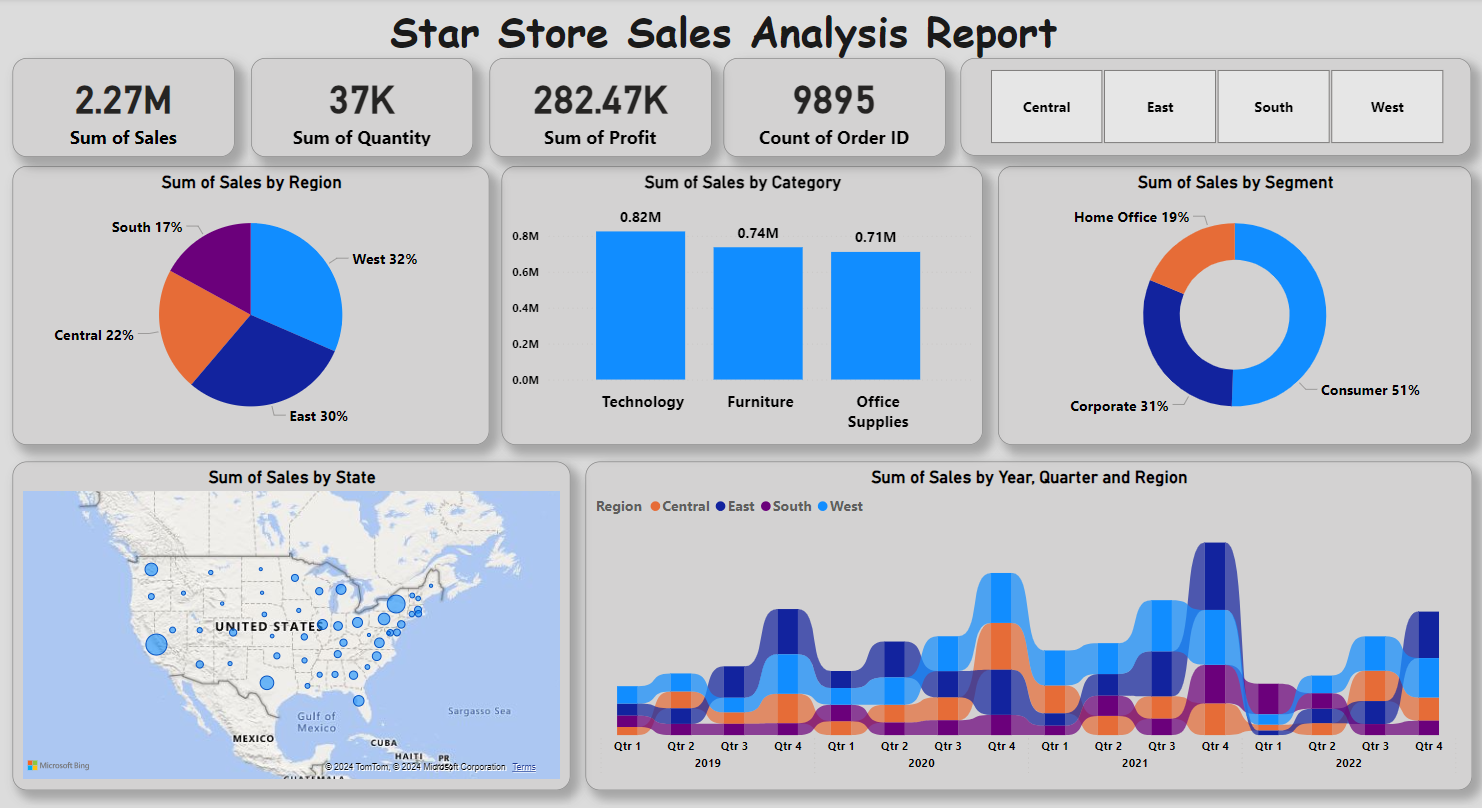 Star Store Sales Analysis Report
2.27M
Sum of Sales
37K
Sum of Quantity
282.47K
Sum of Profit
9895
Count of Order ID
Central
East
South
West
Sum of Sales by Region
South 17%
West 32%
Central 22%
East 30%
Sum of Sales by Category
0.82M
0.74M
0.71M
0.8M
0.6M
0.4M
0.2M
0.0M
Technology
Furniture
Office
Supplies
Sum of Sales by Segment
Home Office 19%
Consumer 51%
Corporate 31%
Sum of Sales by State
UNITED STATES
Gulf of
Mexico
Sargasso Sea
MEXICO
CUBA
HAITI
PR
GUATEMALA
Microsoft Bing
© 2024 TomTom, © 2024 Microsoft Corporation Terms
Sum of Sales by Year, Quarter and Region
Region Central East South West
Qtr 1 Qtr 2 Qtr 3 Qtr 4 Qtr 1 Qtr 2 Qtr 3 Qtr 4 Qtr 1 Qtr 2 Qtr 3 Qtr 4 Qtr 1 Qtr 2 Qtr 3 Qtr 4
2019 2020 2021 2022